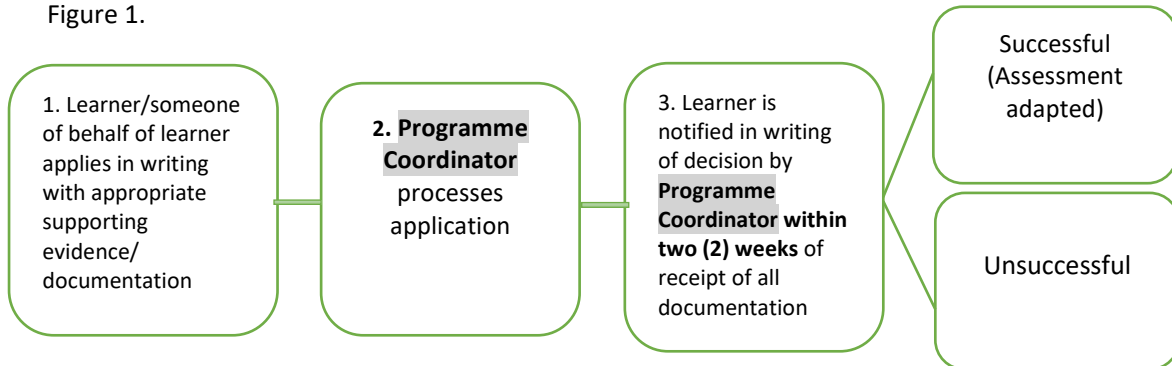 Figure 1.
1. Learner/someone
of behalf of learner
applies in writing
with appropriate
supporting
evidence/
documentation
2. Programme
Coordinator
processes
application
3. Learner is
notified in writing
of decision by
Programme
Coordinator within
two (2) weeks of
receipt of all
documentation
Successful
(Assessment
adapted)
Unsuccessful